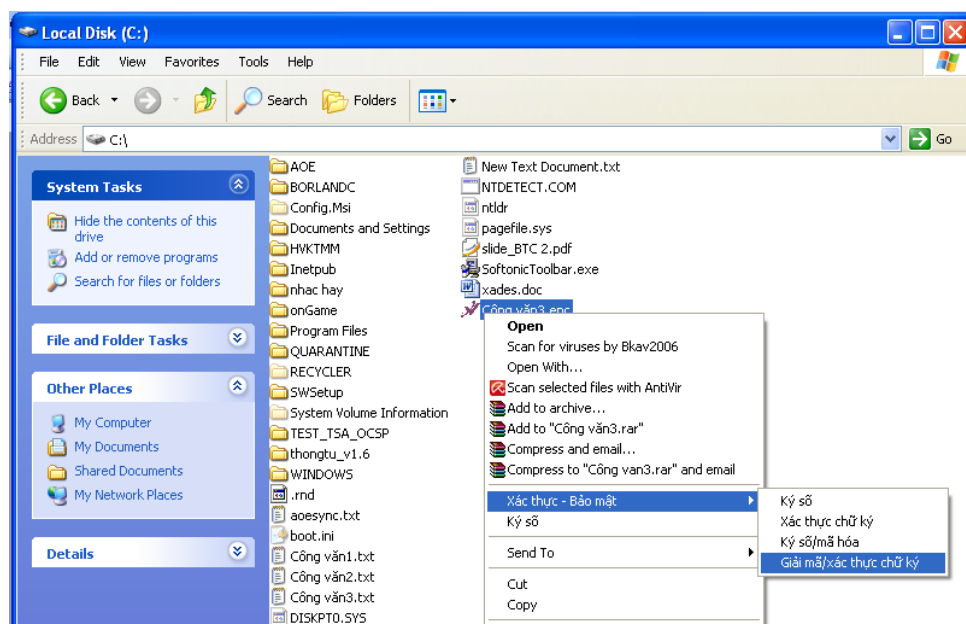 Local Disk (C:)
File Edit View Favorites Tools Help
Back Search Folders
Address C:\ Go
System Tasks
Hide the contents of this
drive
Add or remove programs
Search for files or folders
File and Folder Tasks
Other Places
My Computer
My Documents
Shared Documents
My Network Places
Details
AOE
BORLANDC
Config.Msi
Documents and Settings
HVKTMM
Inetpub
nhac hay
onGame
Program Files
QUARANTINE
RECYCLER
SWSetup
System Volume Information
TEST_TSA_OCSP
thongtu_v1.6
WINDOWS
.rnd
aoesync.txt
boot.ini
Công văn1.txt
Công văn2.txt
Công văn3.txt
DISKPT0.SYS
New Text Document.txt
NTDETECT.COM
ntldr
pagefile.sys
slide_BTC 2.pdf
SoftonicToolbar.exe
xades.doc
Công văn3.enc
Open
Scan for viruses by Bkav2006
Open With...
Scan selected files with AntiVir
Add to archive...
Add to "Công văn3.rar"
Compress and email...
Compress to "Công van3.rar" and email
Xác thực - Bảo mật
Ký số
Send To
Cut
Copy
Ký số
Xác thực chữ ký
Ký số/mã hóa
Giải mã/xác thực chữ ký